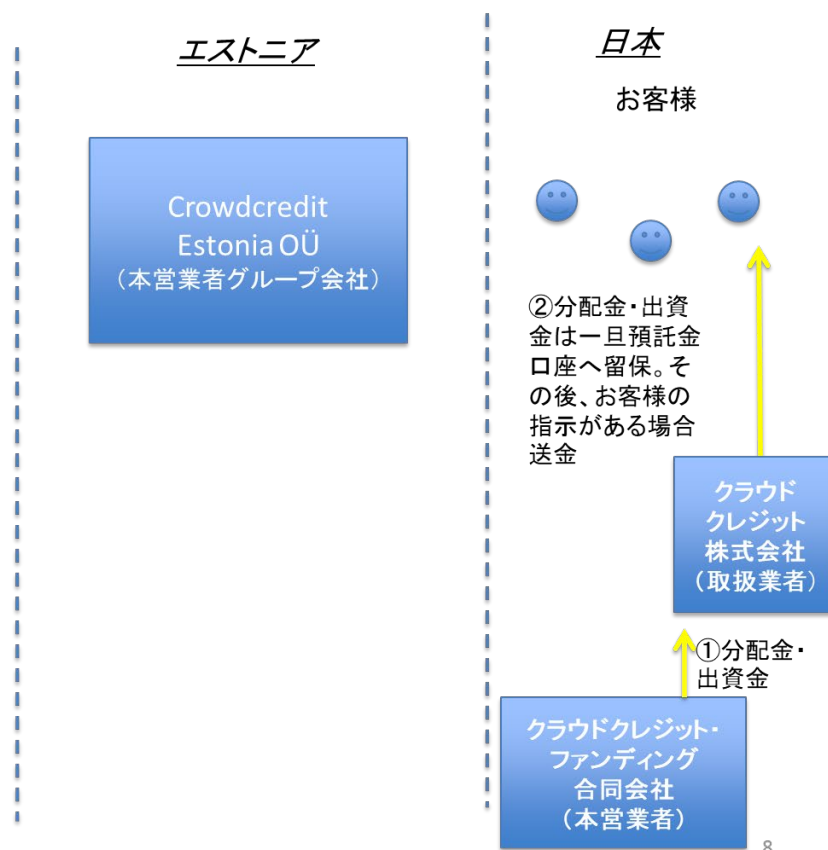 エストニア
日本
お客様
Crowdcredit
Estonia OÜ
(本営業者グループ会社)
②分配金・出資
金は一旦預託金
口座へ留保。そ
の後、お客様の
指示がある場合
送金
クラウド
クレジット
株式会社
(取扱業者)
①分配金・
出資金
クラウドクレジット・
ファンディング
合同会社
(本営業者)
8